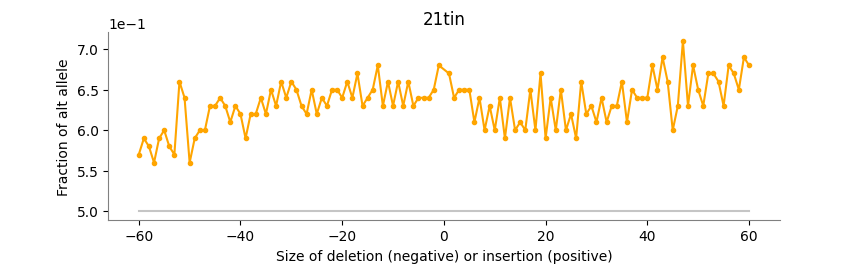 21tin
1e−1
7.0
6.5
6.0
5.5
5.0
Fraction of alt allele
−60 −40 −20 0 20 40 60
Size of deletion (negative) or insertion (positive)